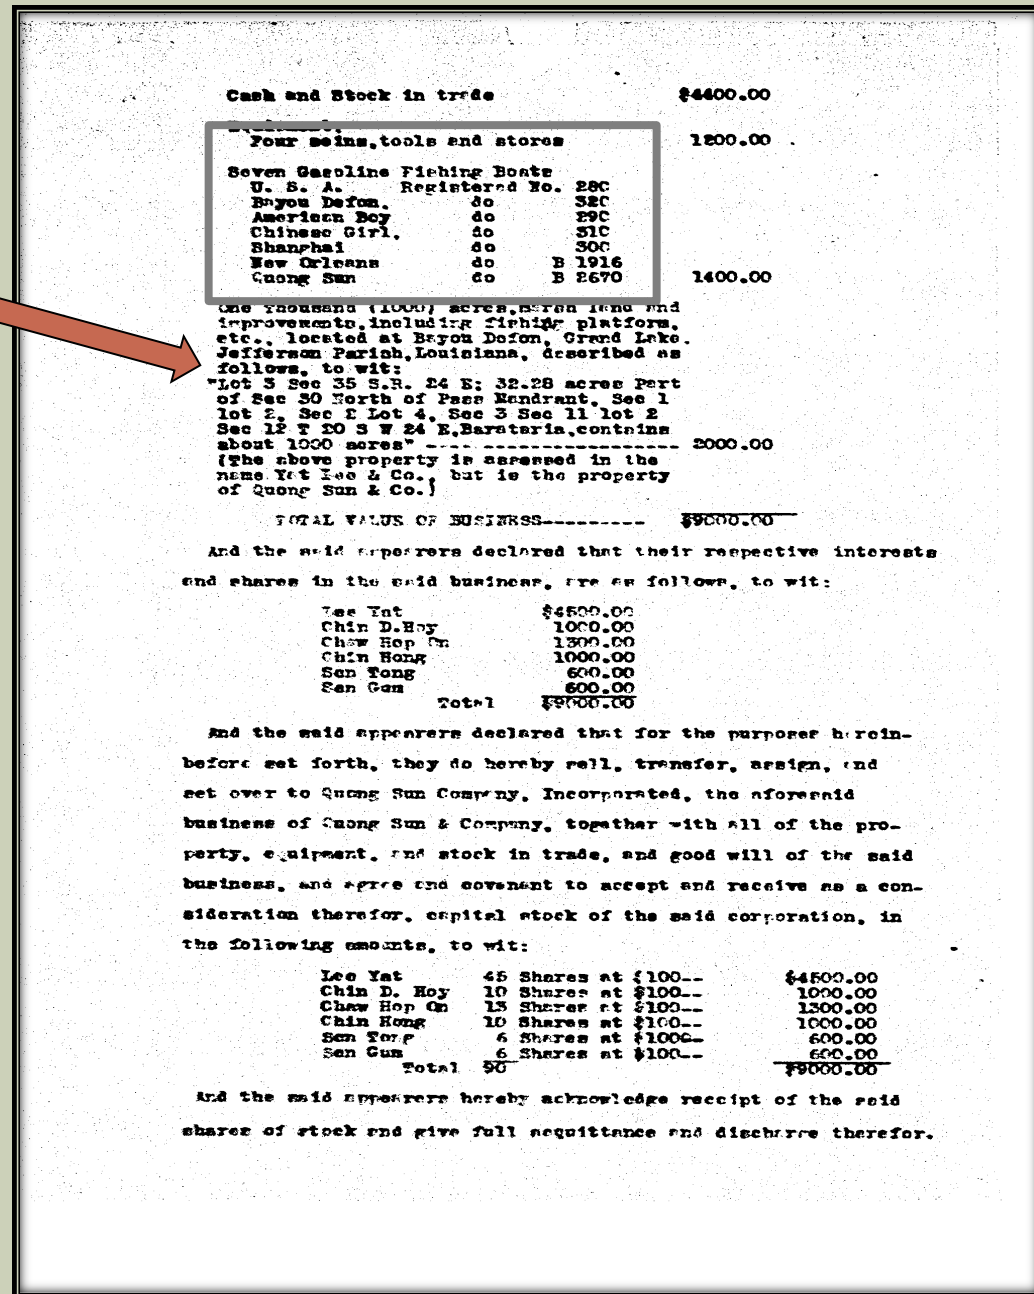 Cash and Stock in trade $4400.00
Four seins,tools and stores 1200.00
Seven Gasoline Fishing Boats
U. S. A. Registered No. 28C
Bayou Defon. do 32C
American Boy do 29C
Chinese Girl. do 31C
Shanghai do 30C
New Orleans do B 1916
Quong Sun do B 2670 1400.00
One Thousand (1000) acres,marsh land and
improvements,including fishing platform,
etc., located at Bayou Dofon, Grand Lake.
Jefferson Parish,Louisiana, described as
follows, to wit:
"Lot 3 Sec 35 S.R. 24 E; 32.28 acres Part
of Sec 30 North of Pass Mandrant, Sec 1
lot 2, Sec 2 Lot 4, Sec 3 Sec 11 lot 2
Sec 12 T 20 S W 24 E,Barataria,contains
about 1000 acres" ---- ----------------- 2000.00
(The above property is assessed in the
name Yat Lee & Co., but is the property
of Quong Sun & Co.)
TOTAL VALUE OF BUSINESS--------- $9000.00
And the said appearers declared that their respective interests
and shares in the said business, are as follows, to wit:
Lee Yat $4500.00
Chin D.Hoy 1000.00
Chaw Hop On 1300.00
Chin Hong 1000.00
San Tong 600.00
San Gum 600.00
Total $9000.00
And the said appearers declared that for the purposes herein-
before set forth, they do hereby sell, transfer, assign, and
set over to Quong Sun Company, Incorporated, the aforesaid
business of Quong Sun & Company, together with all of the pro-
perty, equipment, and stock in trade, and good will of the said
business, and agree and covenant to accept and receive as a con-
sideration therefor, capital stock of the said corporation, in
the following amounts, to wit:
Lee Yat 45 Shares at $100-- $4500.00
Chin D. Hoy 10 Shares at $100-- 1000.00
Chaw Hop On 13 Shares at $100-- 1300.00
Chin Hong 10 Shares at $100-- 1000.00
San Tong 6 Shares at $100-- 600.00
San Gum 6 Shares at $100-- 600.00
Total 90 $9000.00
And the said appearers hereby acknowledge receipt of the said
shares of stock and give full acquittance and discharge therefor.